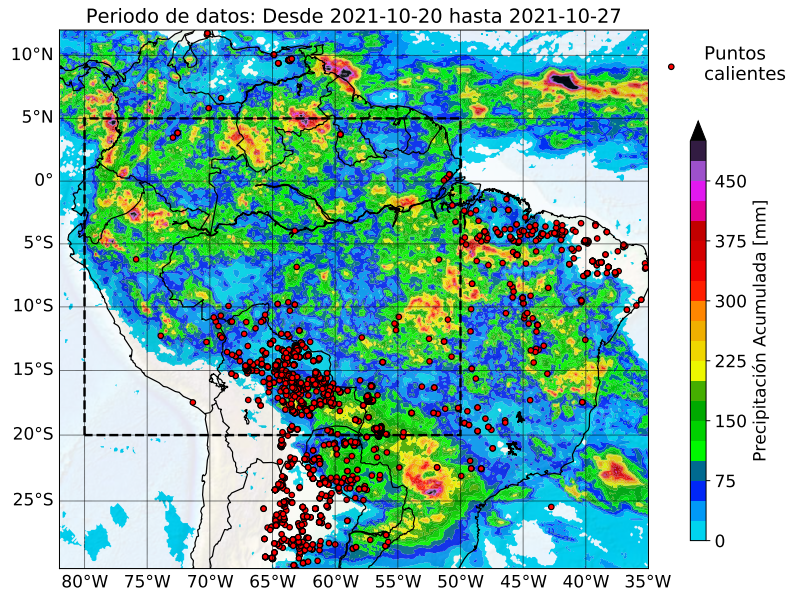 Periodo de datos: Desde 2021-10-20 hasta 2021-10-27
Puntos
calientes
10°N
5°N
0°
5°S
10°S
15°S
20°S
25°S
80°W 75°W 70°W 65°W 60°W 55°W 50°W 45°W 40°W 35°W
450
375
300
225
150
75
0
Precipitación Acumulada [mm]